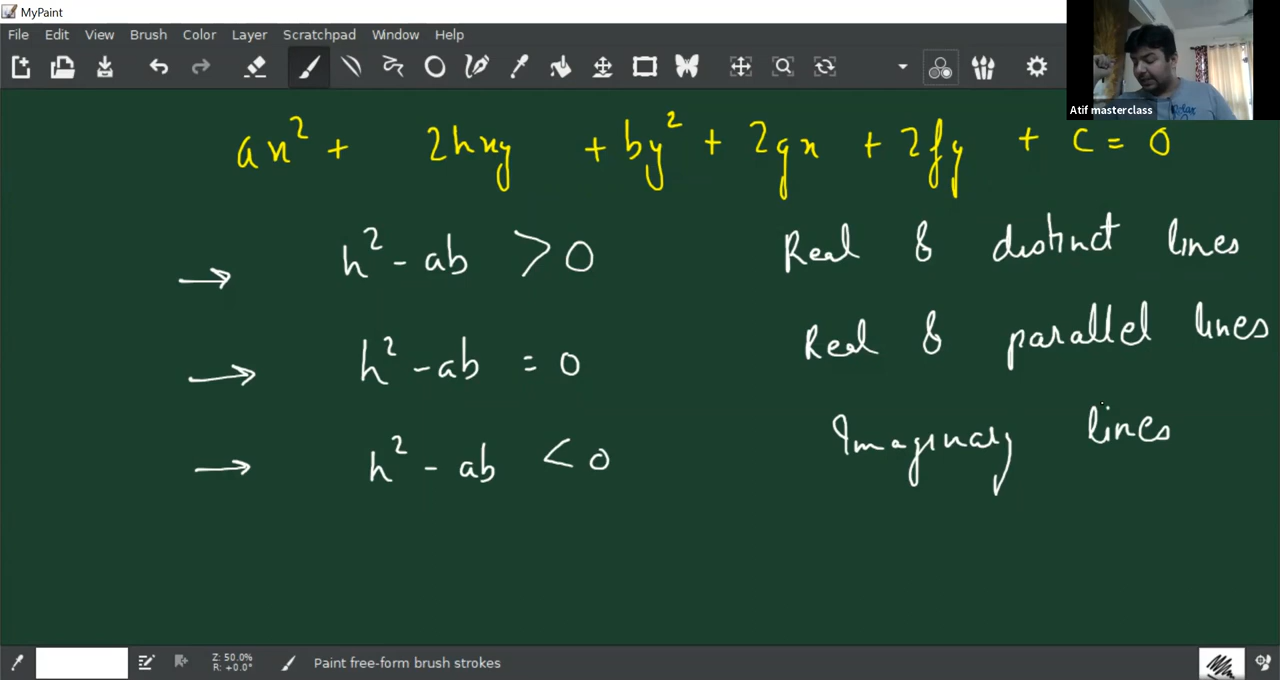 MyPaint
File Edit View Brush Color Layer Scratchpad Window Help
Atif masterclass
ax² + 2hxy + by² + 2gx + 2fy + c = 0
→ h² - ab > 0 Real & distinct lines
→ h² - ab = 0 Real & parallel lines
→ h² - ab < 0 Imaginary lines
Z: 50.0%
R: +0.0°
Paint free-form brush strokes